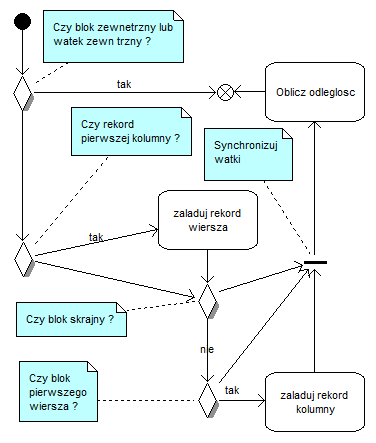 Czy blok zewnetrzny lub
watek zewn trzny ?
tak
Oblicz odleglosc
Czy rekord
pierwszej kolumny ?
Synchronizuj
watki
tak
zaladuj rekord
wiersza
Czy blok skrajny ?
nie
Czy blok
pierwszego
wiersza ?
tak
zaladuj rekord
kolumny